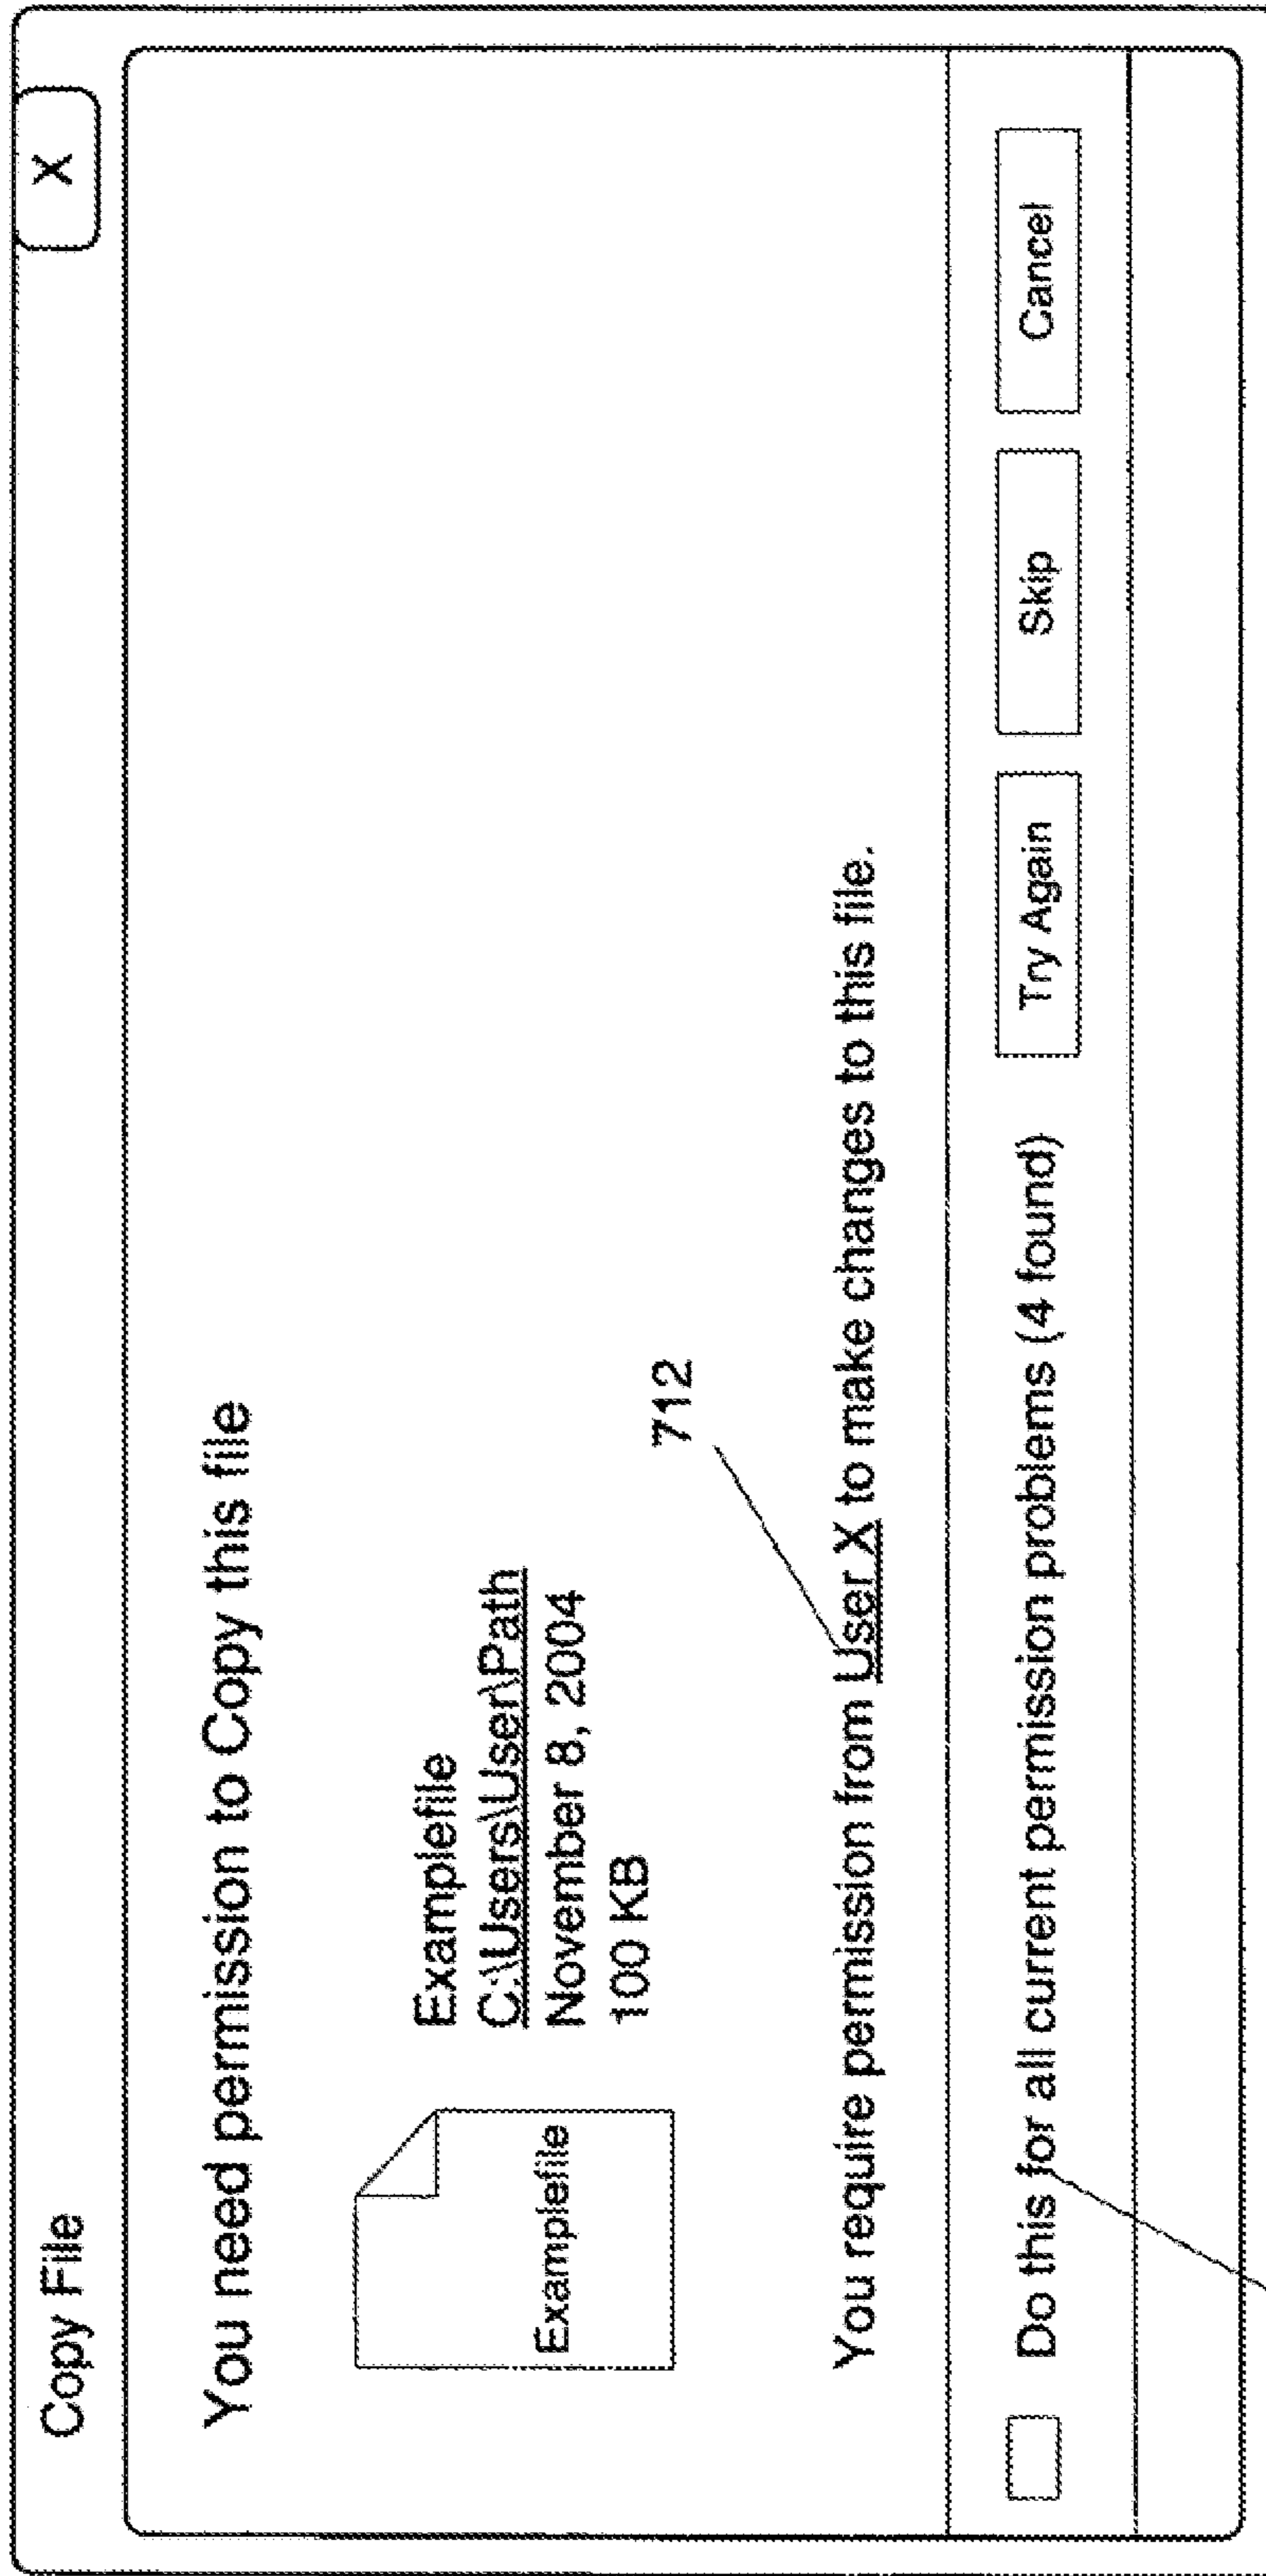 Copy File
X
You need permission to Copy this file
Examplefile
Examplefile
C:\Users\User\Path
November 8, 2004
100 KB
712
You require permission from User X to make changes to this file.
Do this for all current permission problems (4 found)
Try Again
Skip
Cancel